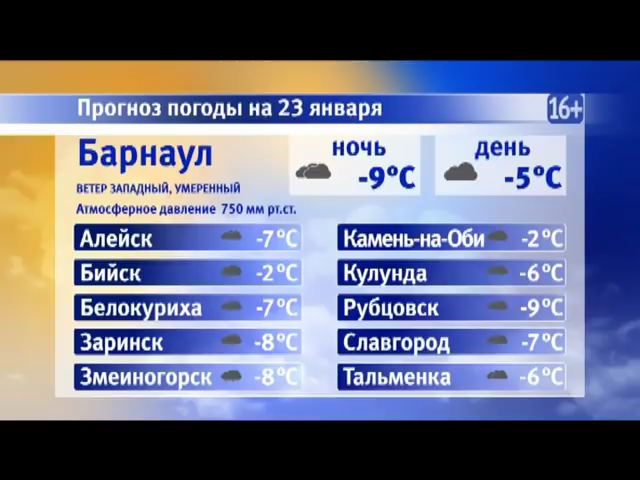 Прогноз погоды на 23 января
16+
Барнаул
ВЕТЕР ЗАПАДНЫЙ, УМЕРЕННЫЙ
Атмосферное давление 750 мм рт.ст.
ночь
-9°C
день
-5°C
Алейск -7°C
Бийск -2°C
Белокуриха -7°C
Заринск -8°C
Змеиногорск -8°C
Камень-на-Оби -2°C
Кулунда -6°C
Рубцовск -9°C
Славгород -7°C
Тальменка -6°C